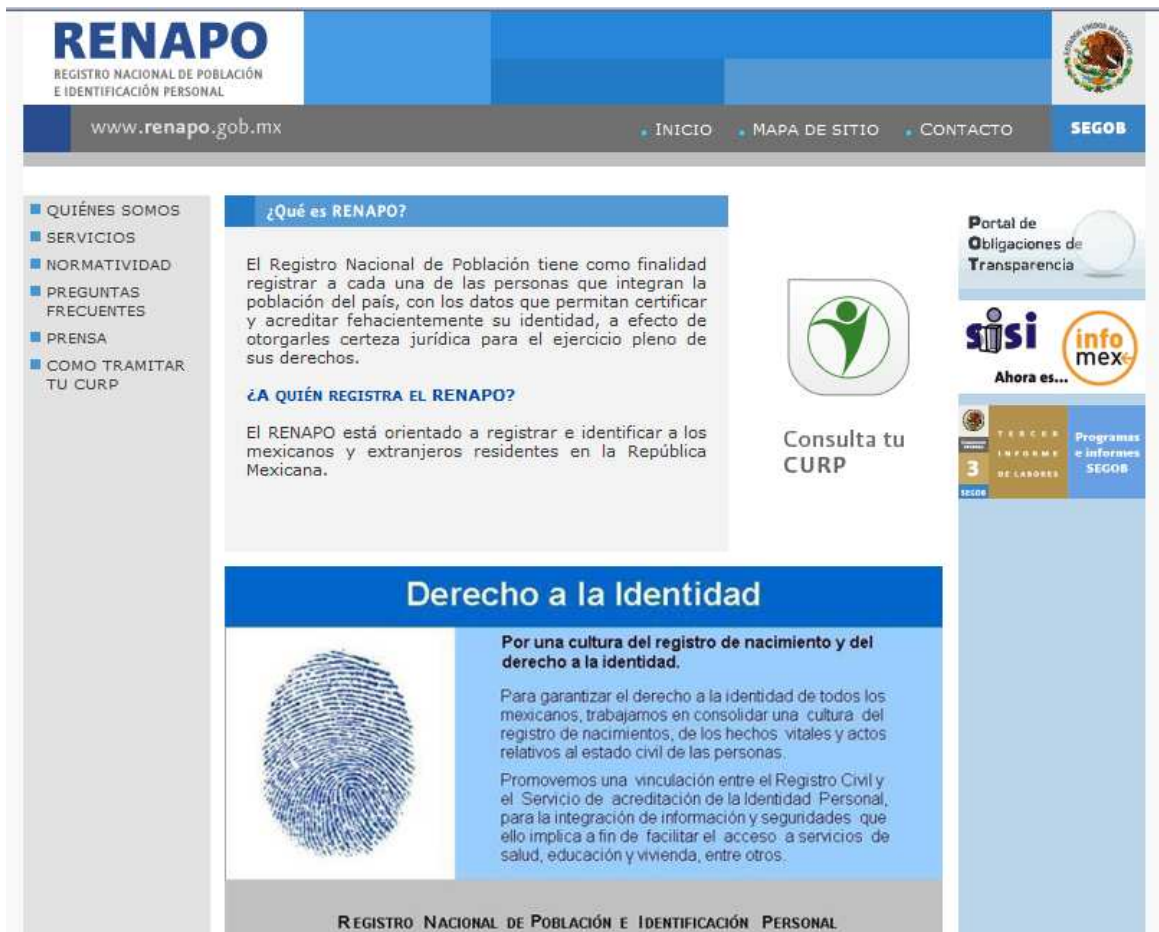 RENAPO
REGISTRO NACIONAL DE POBLACIÓN
E IDENTIFICACIÓN PERSONAL
ESTADOS UNIDOS MEXICANOS
www.renapo.gob.mx
INICIO
MAPA DE SITIO
CONTACTO
SEGOB
QUIÉNES SOMOS
SERVICIOS
NORMATIVIDAD
PREGUNTAS
FRECUENTES
PRENSA
COMO TRAMITAR
TU CURP
¿Qué es RENAPO?
El Registro Nacional de Población tiene como finalidad
registrar a cada una de las personas que integran la
población del país, con los datos que permitan certificar
y acreditar fehacientemente su identidad, a efecto de
otorgarles certeza jurídica para el ejercicio pleno de
sus derechos.
¿A QUIÉN REGISTRA EL RENAPO?
El RENAPO está orientado a registrar e identificar a los
mexicanos y extranjeros residentes en la República
Mexicana.
Consulta tu
CURP
Portal de
Obligaciones de
Transparencia
sisi
infomex
Ahora es...
TERCER
INFORME
DE LABORES
3
SEGOB
Programas
e informes
SEGOB
Derecho a la Identidad
Por una cultura del registro de nacimiento y del
derecho a la identidad.
Para garantizar el derecho a la identidad de todos los
mexicanos, trabajamos en consolidar una cultura del
registro de nacimientos, de los hechos vitales y actos
relativos al estado civil de las personas.
Promovemos una vinculación entre el Registro Civil y
el Servicio de acreditación de la Identidad Personal,
para la integración de información y seguridades que
ello implica a fin de facilitar el acceso a servicios de
salud, educación y vivienda, entre otros.
REGISTRO NACIONAL DE POBLACIÓN E IDENTIFICACIÓN PERSONAL